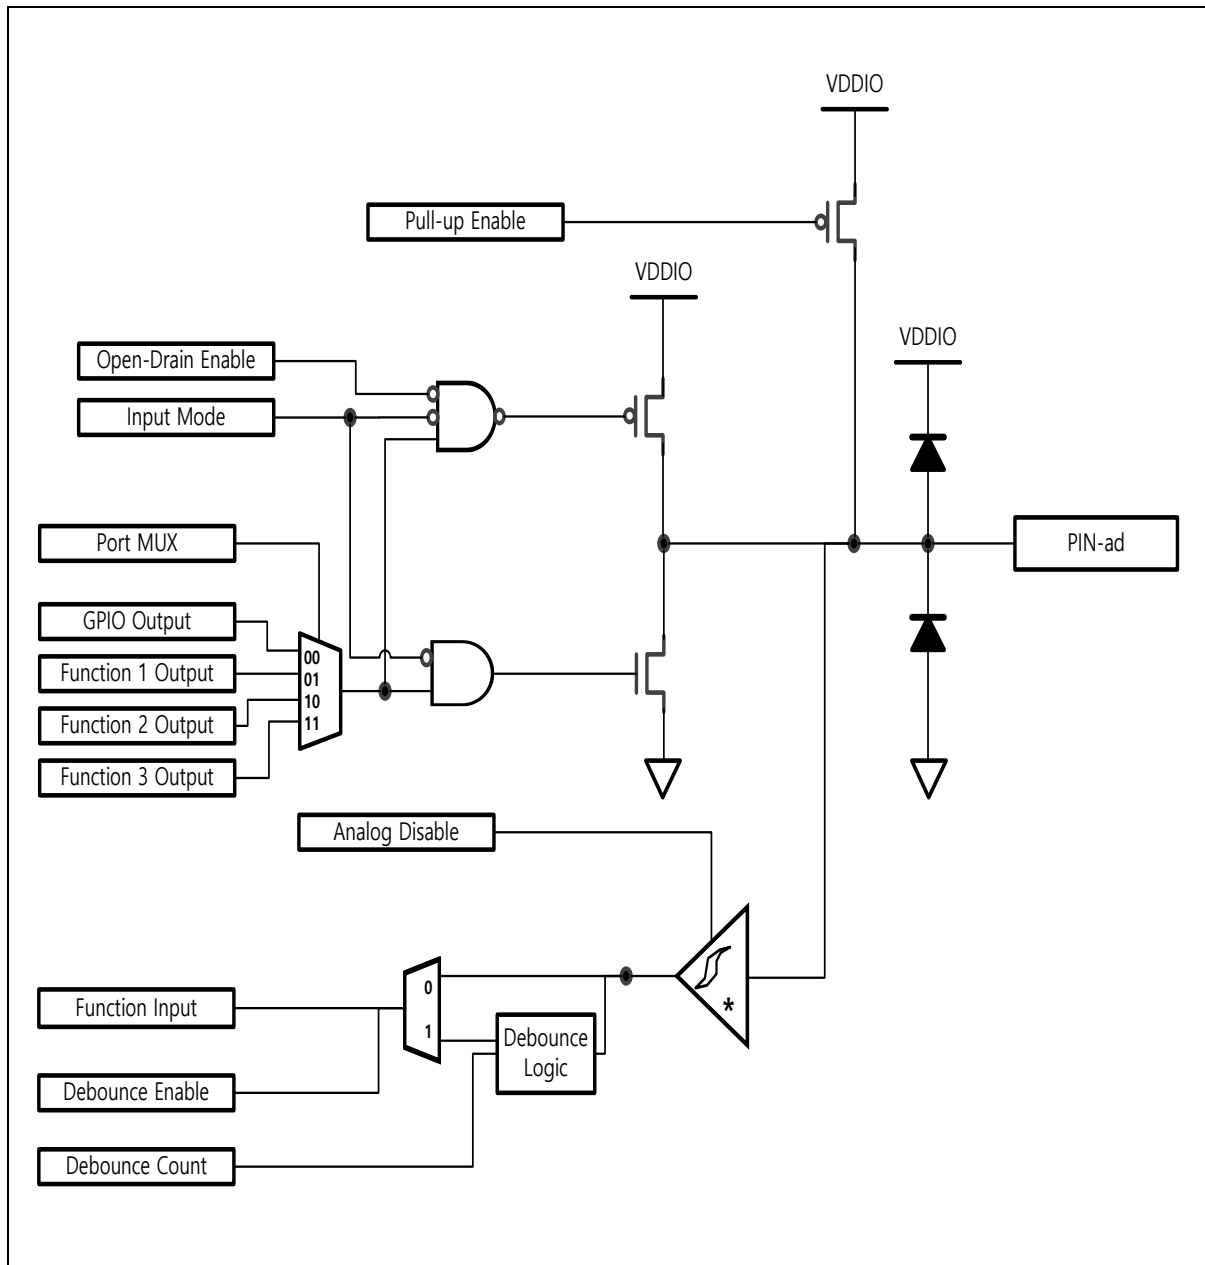 VDDIO
Pull-up Enable
VDDIO
VDDIO
Open-Drain Enable
Input Mode
Port MUX
PIN-ad
GPIO Output
00
Function 1 Output
01
10
Function 2 Output
11
Function 3 Output
Analog Disable
0
*
Function Input
1
Debounce
Logic
Debounce Enable
Debounce Count